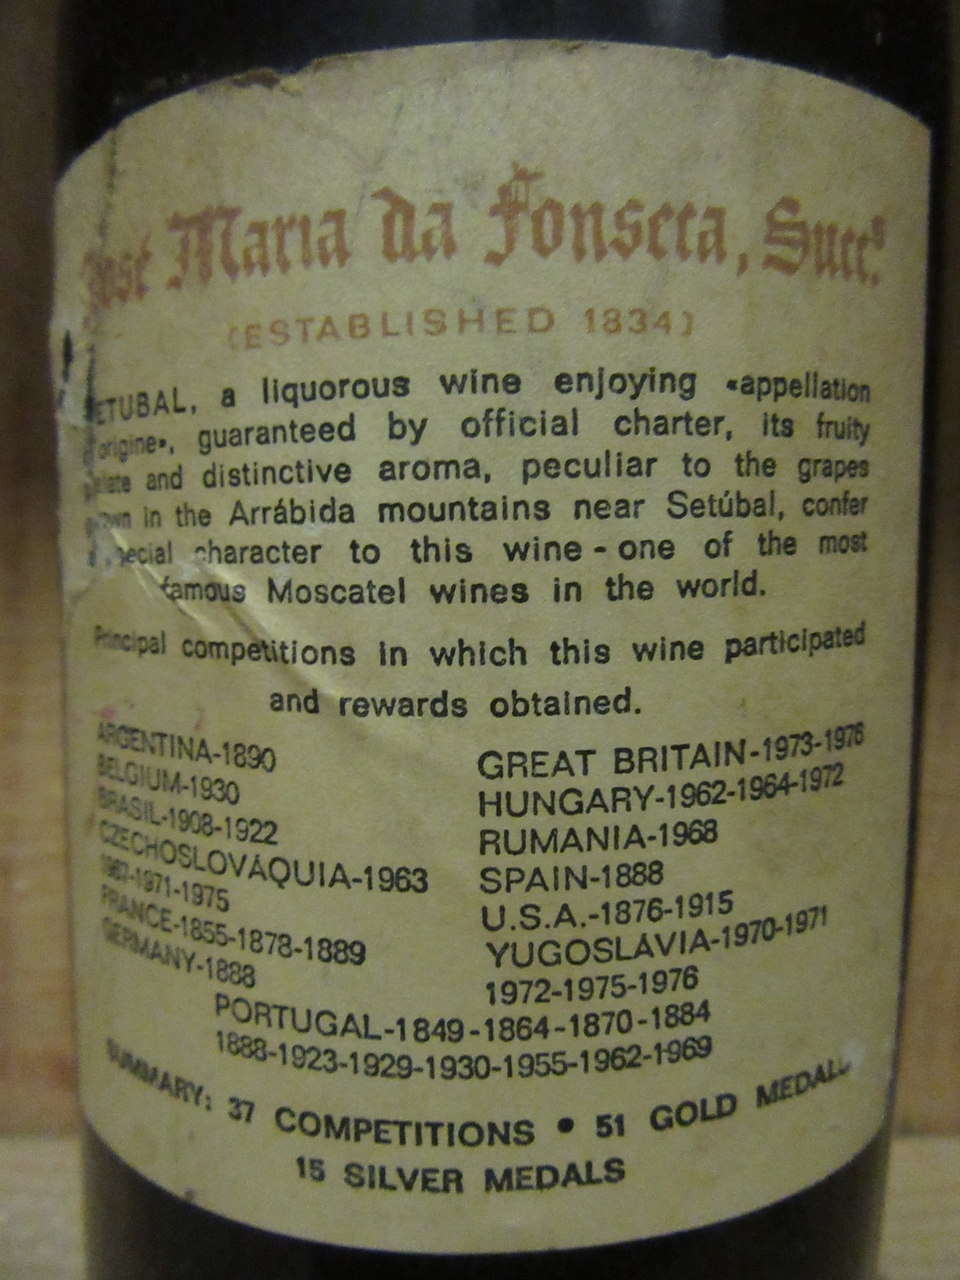 José Maria da Fonseca, Succ.s
(ESTABLISHED 1834)
ETUBAL, a liquorous wine enjoying «appellation
origine», guaranteed by official charter, its fruity
and distinctive aroma, peculiar to the grapes
in the Arrábida mountains near Setúbal, confer
character to this wine - one of the most
famous Moscatel wines in the world.
Principal competitions in which this wine participated
and rewards obtained.
ARGENTINA-1890
BELGIUM-1930
BRASIL-1908-1922
CZECHOSLOVÁQUIA-1963
1967-1971-1975
FRANCE-1855-1878-1889
GERMANY-1888
GREAT BRITAIN-1973-1976
HUNGARY-1962-1964-1972
RUMANIA-1968
SPAIN-1888
U.S.A.-1876-1915
YUGOSLÁVIA-1970-1971
1972-1975-1976
PORTUGAL-1849-1864-1870-1884
1888-1923-1929-1930-1955-1962-1969
SUMMARY: 37 COMPETITIONS • 51 GOLD MEDALS
15 SILVER MEDALS